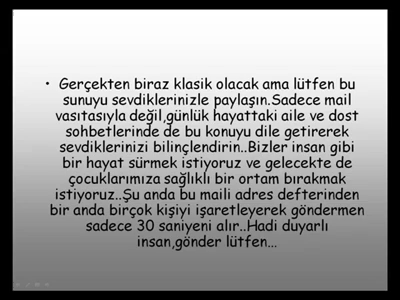 • Gerçekten biraz klasik olacak ama lütfen bu
sunuyu sevdiklerinizle paylaşın.Sadece mail
vasıtasıyla değil,günlük hayattaki aile ve dost
sohbetlerinde de bu konuyu dile getirerek
sevdiklerinizi bilinçlendirin..Bizler insan gibi
bir hayat sürmek istiyoruz ve gelecekte de
çocuklarımıza sağlıklı bir ortam bırakmak
istiyoruz..Şu anda bu maili adres defterinden
bir anda birçok kişiyi işaretleyerek göndermen
sadece 30 saniyeni alır..Hadi duyarlı
insan,gönder lütfen...